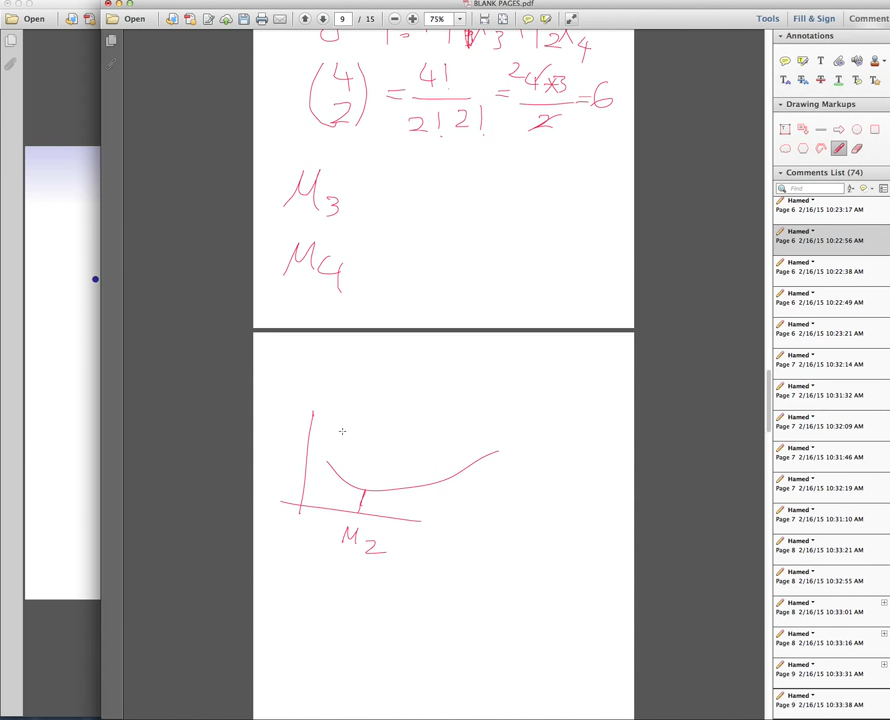 BLANK PAGES.pdf
Open
Open
9 / 15
75%
Tools
Fill & Sign
Comment
Annotations
Drawing Markups
Comments List (74)
Find
Page 6 2/16/15 10:23:17 AM
Hamed
Page 6 2/16/15 10:22:56 AM
Hamed
Page 6 2/16/15 10:22:38 AM
Hamed
Page 6 2/16/15 10:22:49 AM
Hamed
Page 6 2/16/15 10:23:21 AM
Hamed
Page 7 2/16/15 10:32:14 AM
Hamed
Page 7 2/16/15 10:31:32 AM
Hamed
Page 7 2/16/15 10:32:09 AM
Hamed
Page 7 2/16/15 10:31:46 AM
Hamed
Page 7 2/16/15 10:32:19 AM
Hamed
Page 7 2/16/15 10:31:10 AM
Hamed
Page 8 2/16/15 10:33:21 AM
Hamed
Page 8 2/16/15 10:32:55 AM
Hamed
Page 8 2/16/15 10:33:01 AM
Hamed
Page 8 2/16/15 10:33:16 AM
Hamed
Page 9 2/16/15 10:33:31 AM
Hamed
Page 9 2/16/15 10:33:38 AM
(4 2) = 4! / 2! 2! = 2 4×3 / 2 = 6
M3
M4
M2